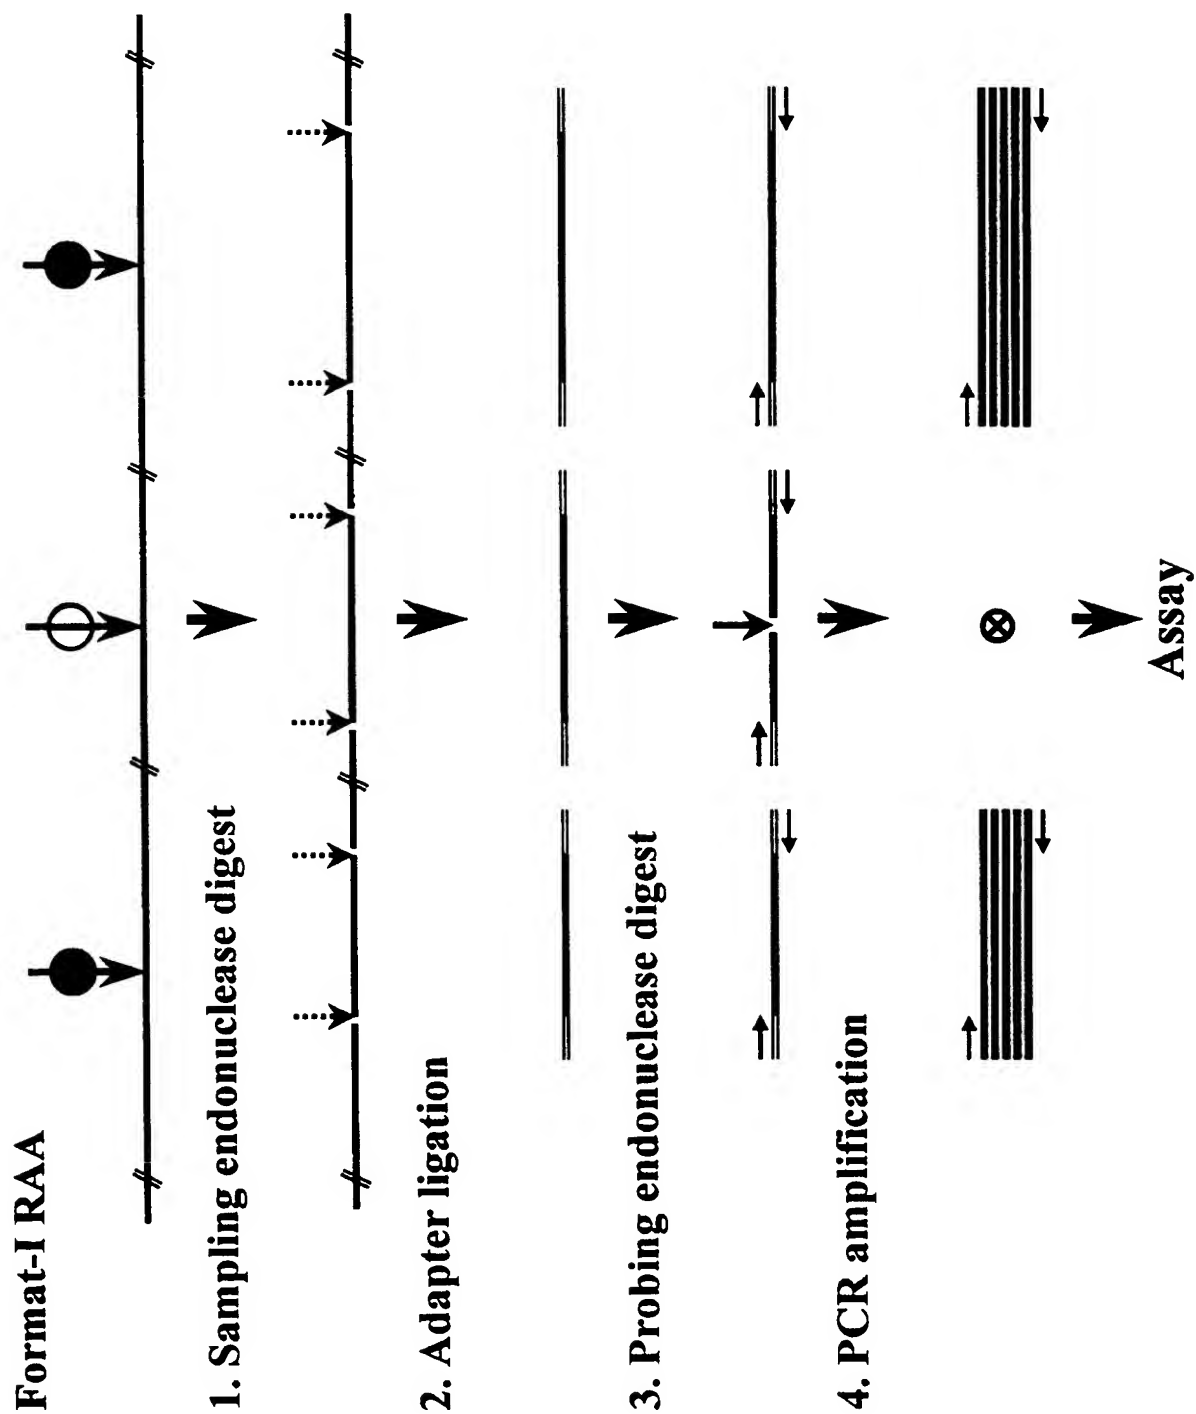 Format-I RAA
1. Sampling endonuclease digest
2. Adapter ligation
3. Probing endonuclease digest
4. PCR amplification
Assay